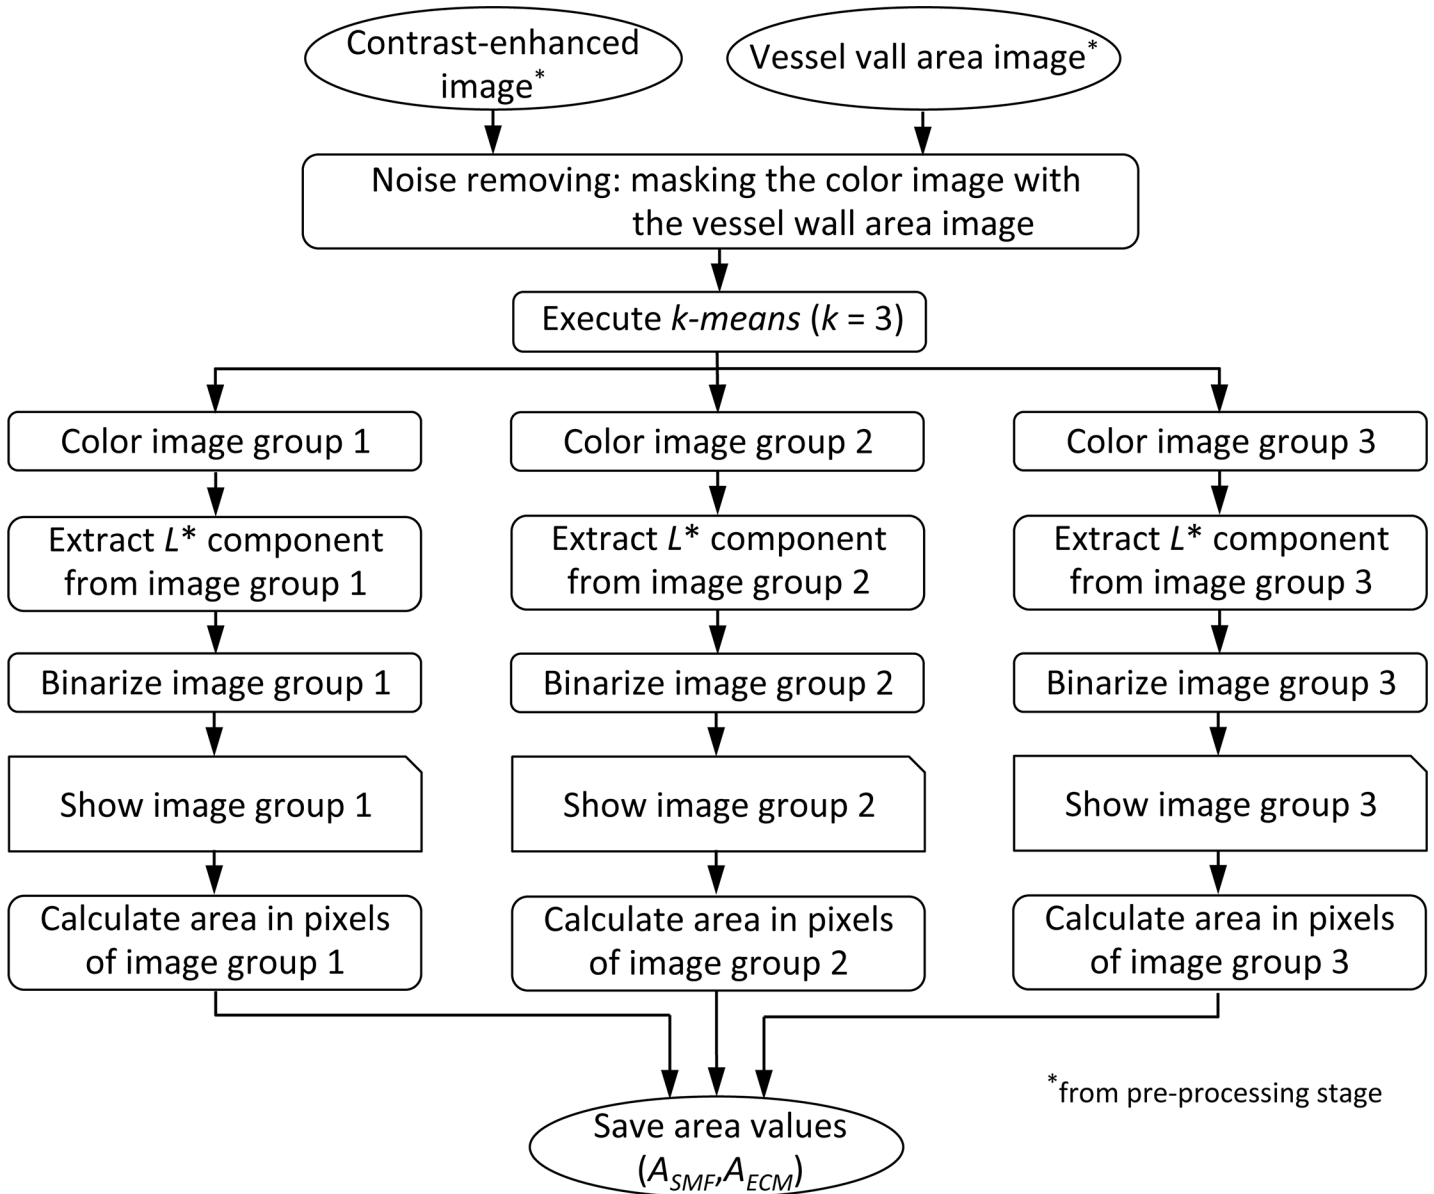 Contrast-enhanced
image*
Vessel vall area image*
Noise removing: masking the color image with
the vessel wall area image
Execute k-means (k = 3)
Color image group 1
Color image group 2
Color image group 3
Extract L* component
from image group 1
Extract L* component
from image group 2
Extract L* component
from image group 3
Binarize image group 1
Binarize image group 2
Binarize image group 3
Show image group 1
Show image group 2
Show image group 3
Calculate area in pixels
of image group 1
Calculate area in pixels
of image group 2
Calculate area in pixels
of image group 3
*from pre-processing stage
Save area values
(A_SMF,A_ECM)